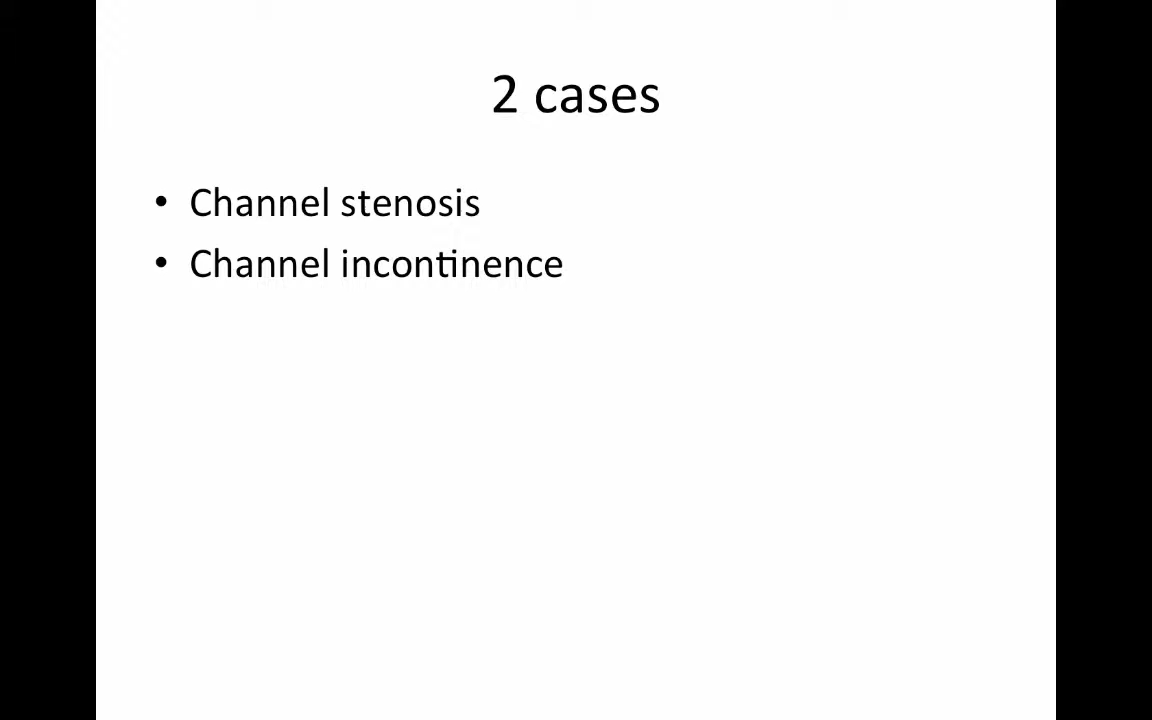 2 cases
• Channel stenosis
• Channel incontinence